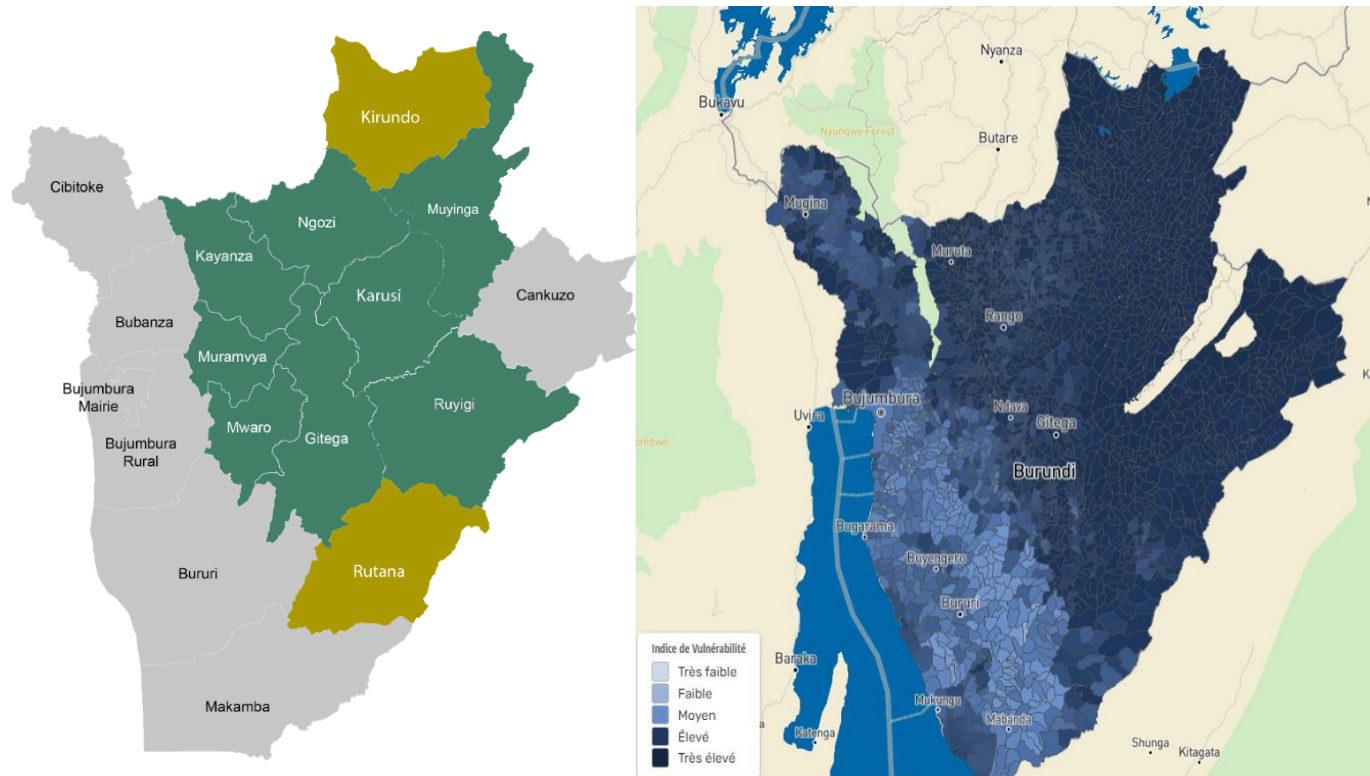 Kirundo
Cibitoke
Ngozi
Muyinga
Kayanza
Karusi
Cankuzo
Bubanza
Muramvya
Bujumbura
Mairie
Ruyigi
Mwaro
Gitega
Bujumbura
Rural
Bururi
Rutana
Makamba
Nyanza
Bukavu
Nyungwe Forest
Butare
Mugina
Muruta
Rango
Bujumbura
Uvira
Ndava
Gitega
Burundi
Bugarama
Buyengero
Bururi
Indice de Vulnérabilité
Très faible
Faible
Moyen
Élevé
Très élevé
Baraka
Mukungu
Katenga
Mabanda
Shunga
Kitagata